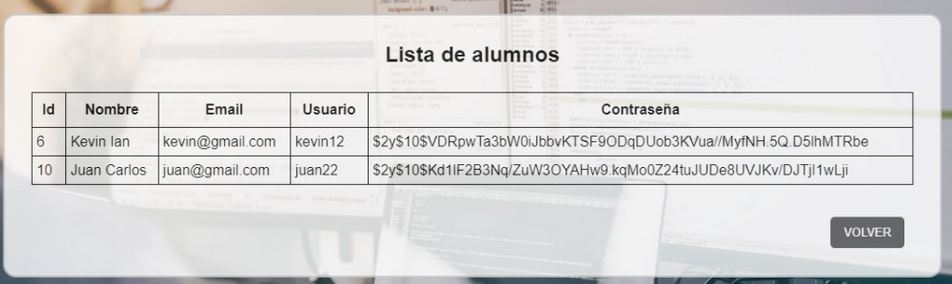 Lista de alumnos
Id Nombre Email Usuario Contraseña
6 Kevin Ian kevin@gmail.com kevin12 $2y$10$VDRpwTa3bW0iJbbvKTSF9ODqDUob3KVua//MyfNH.5Q.D5lhMTRbe
10 Juan Carlos juan@gmail.com juan22 $2y$10$Kd1lF2B3Nq/ZuW3OYAHw9.kqMo0Z24tuJUDe8UVJKv/DJTjl1wLji
VOLVER